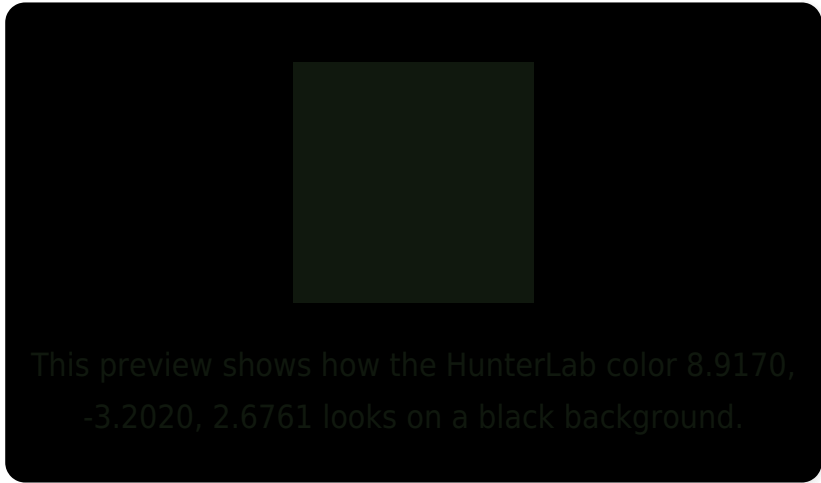 This preview shows how the HunterLab color 8.9170,
-3.2020, 2.6761 looks on a black background.